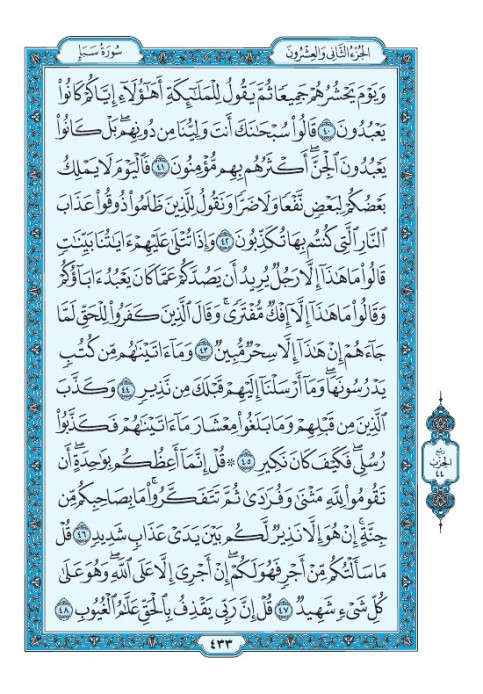 سُورَةُ سَبَإٍ
الجُزْءُ الثَّانِي وَالعِشْرُونَ
وَيَوْمَ يَحْشُرُهُمْ جَمِيعًا ثُمَّ يَقُولُ لِلْمَلَٰٓئِكَةِ أَهَٰٓؤُلَآءِ إِيَّاكُمْ كَانُوا۟
يَعْبُدُونَ ٤٠ قَالُوا۟ سُبْحَٰنَكَ أَنتَ وَلِيُّنَا مِن دُونِهِم ۖ بَلْ كَانُوا۟
يَعْبُدُونَ ٱلْجِنَّ ۖ أَكْثَرُهُم بِهِم مُّؤْمِنُونَ ٤١ فَٱلْيَوْمَ لَا يَمْلِكُ
بَعْضُكُمْ لِبَعْضٍ نَّفْعًا وَلَا ضَرًّا وَنَقُولُ لِلَّذِينَ ظَلَمُوا۟ ذُوقُوا۟ عَذَابَ
ٱلنَّارِ ٱلَّتِى كُنتُم بِهَا تُكَذِّبُونَ ٤٢ وَإِذَا تُتْلَىٰ عَلَيْهِمْ ءَايَٰتُنَا بَيِّنَٰتٍ
قَالُوا۟ مَا هَٰذَآ إِلَّا رَجُلٌ يُرِيدُ أَن يَصُدَّكُمْ عَمَّا كَانَ يَعْبُدُ ءَابَآؤُكُمْ
وَقَالُوا۟ مَا هَٰذَآ إِلَّآ إِفْكٌ مُّفْتَرًى ۚ وَقَالَ ٱلَّذِينَ كَفَرُوا۟ لِلْحَقِّ لَمَّا
جَآءَهُمْ إِنْ هَٰذَآ إِلَّا سِحْرٌ مُّبِينٌ ٤٣ وَمَآ ءَاتَيْنَٰهُم مِّن كُتُبٍ
يَدْرُسُونَهَا ۖ وَمَآ أَرْسَلْنَآ إِلَيْهِمْ قَبْلَكَ مِن نَّذِيرٍ ٤٤ وَكَذَّبَ
ٱلَّذِينَ مِن قَبْلِهِمْ وَمَا بَلَغُوا۟ مِعْشَارَ مَآ ءَاتَيْنَٰهُمْ فَكَذَّبُوا۟
رُسُلِى ۖ فَكَيْفَ كَانَ نَكِيرِ ٤٥ ۞ قُلْ إِنَّمَآ أَعِظُكُم بِوَٰحِدَةٍ ۖ أَن
تَقُومُوا۟ لِلَّهِ مَثْنَىٰ وَفُرَٰدَىٰ ثُمَّ تَتَفَكَّرُوا۟ ۚ مَا بِصَاحِبِكُم مِّن
جِنَّةٍ ۚ إِنْ هُوَ إِلَّا نَذِيرٌ لَّكُم بَيْنَ يَدَىْ عَذَابٍ شَدِيدٍ ٤٦ قُلْ
مَا سَأَلْتُكُم مِّنْ أَجْرٍ فَهُوَ لَكُمْ ۖ إِنْ أَجْرِىَ إِلَّا عَلَى ٱللَّهِ ۖ وَهُوَ عَلَىٰ
كُلِّ شَىْءٍ شَهِيدٌ ٤٧ قُلْ إِنَّ رَبِّى يَقْذِفُ بِٱلْحَقِّ عَلَّٰمُ ٱلْغُيُوبِ ٤٨
ربع
الحزب
٤٤
٤٣٣